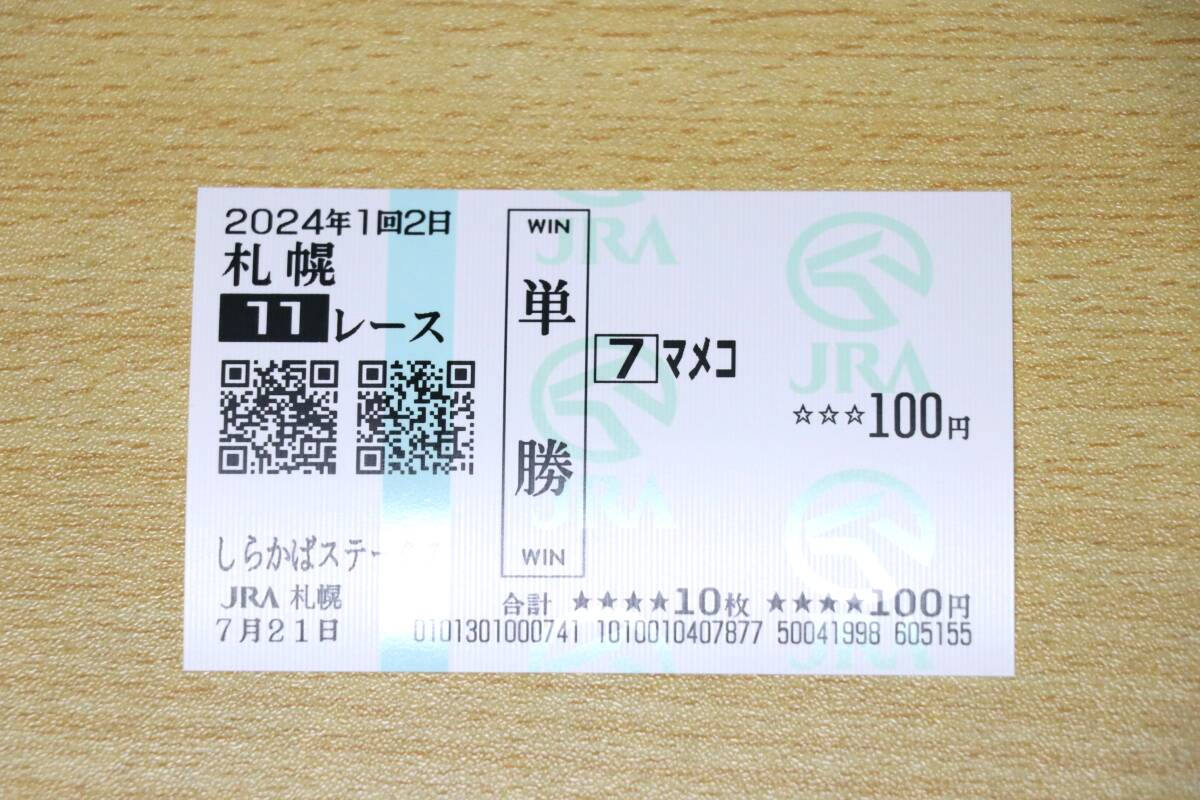 2024年1回2日
札幌
11レース
WIN
単勝
WIN
7 マメコ
☆☆☆100円
しらかばステークス
JRA 札幌
7月21日
合計 ★★★★10枚 ★★★★100円
0101301000741 1010010407877 50041998 605155
JRA
JRA
JRA
JRA